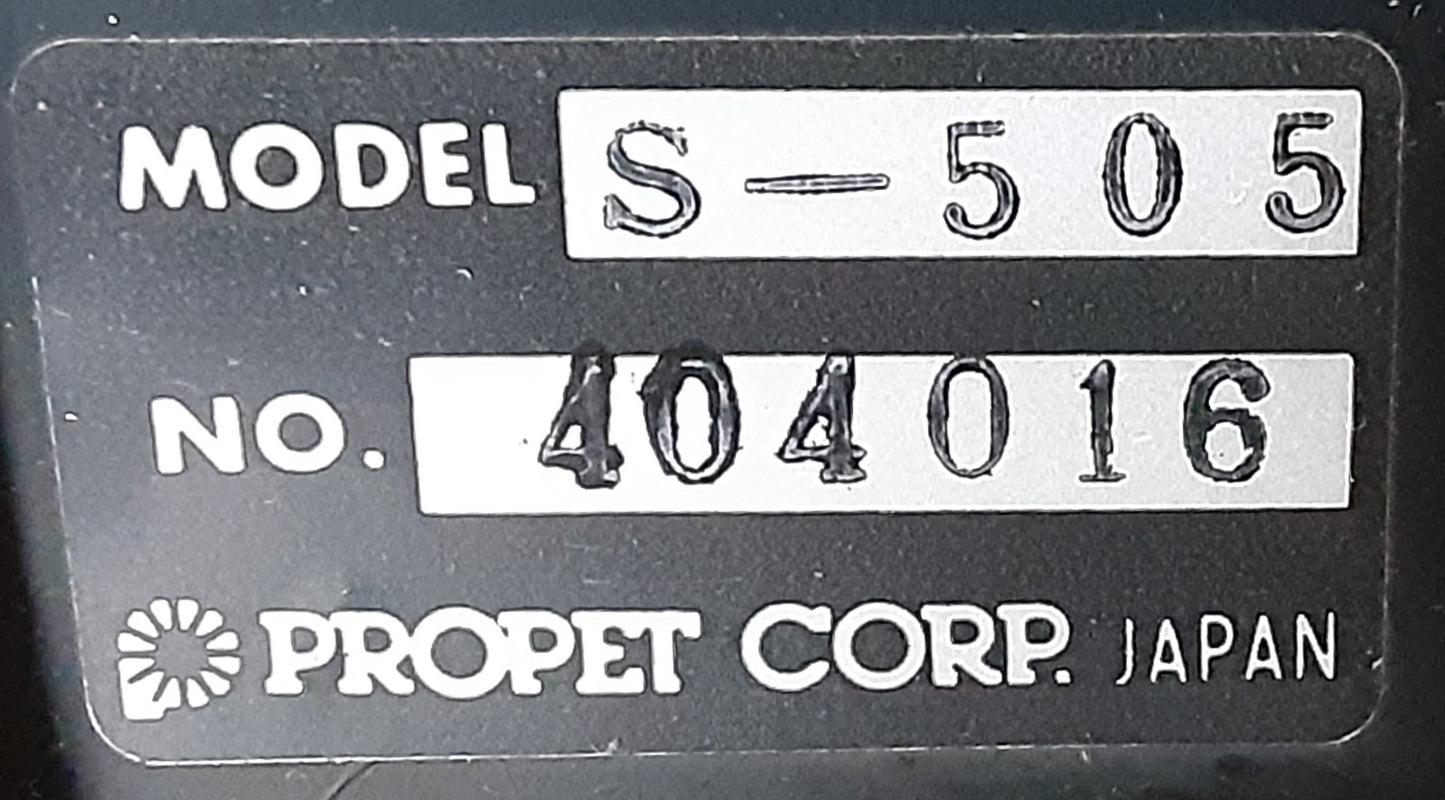 MODEL S-505
NO. 404016
PROPET CORP. JAPAN